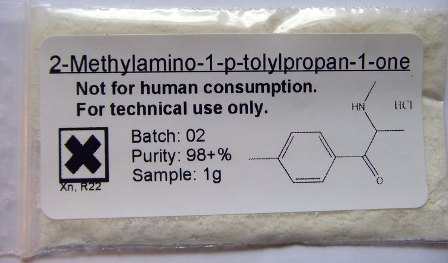 2-Methylamino-1-p-tolylpropan-1-one
Not for human consumption.
For technical use only.
Batch: 02
Purity: 98+%
Sample: 1g
Xn, R22
HN
HCl
O